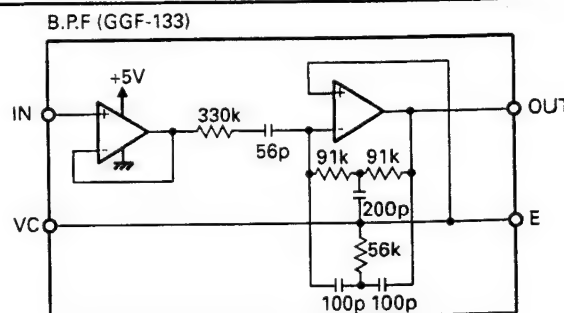 B.P.F (GGF-133)
+5V
IN
+
-
330k
56p
+
-
OUT
91k
91k
200p
VC
E
56k
100p
100p